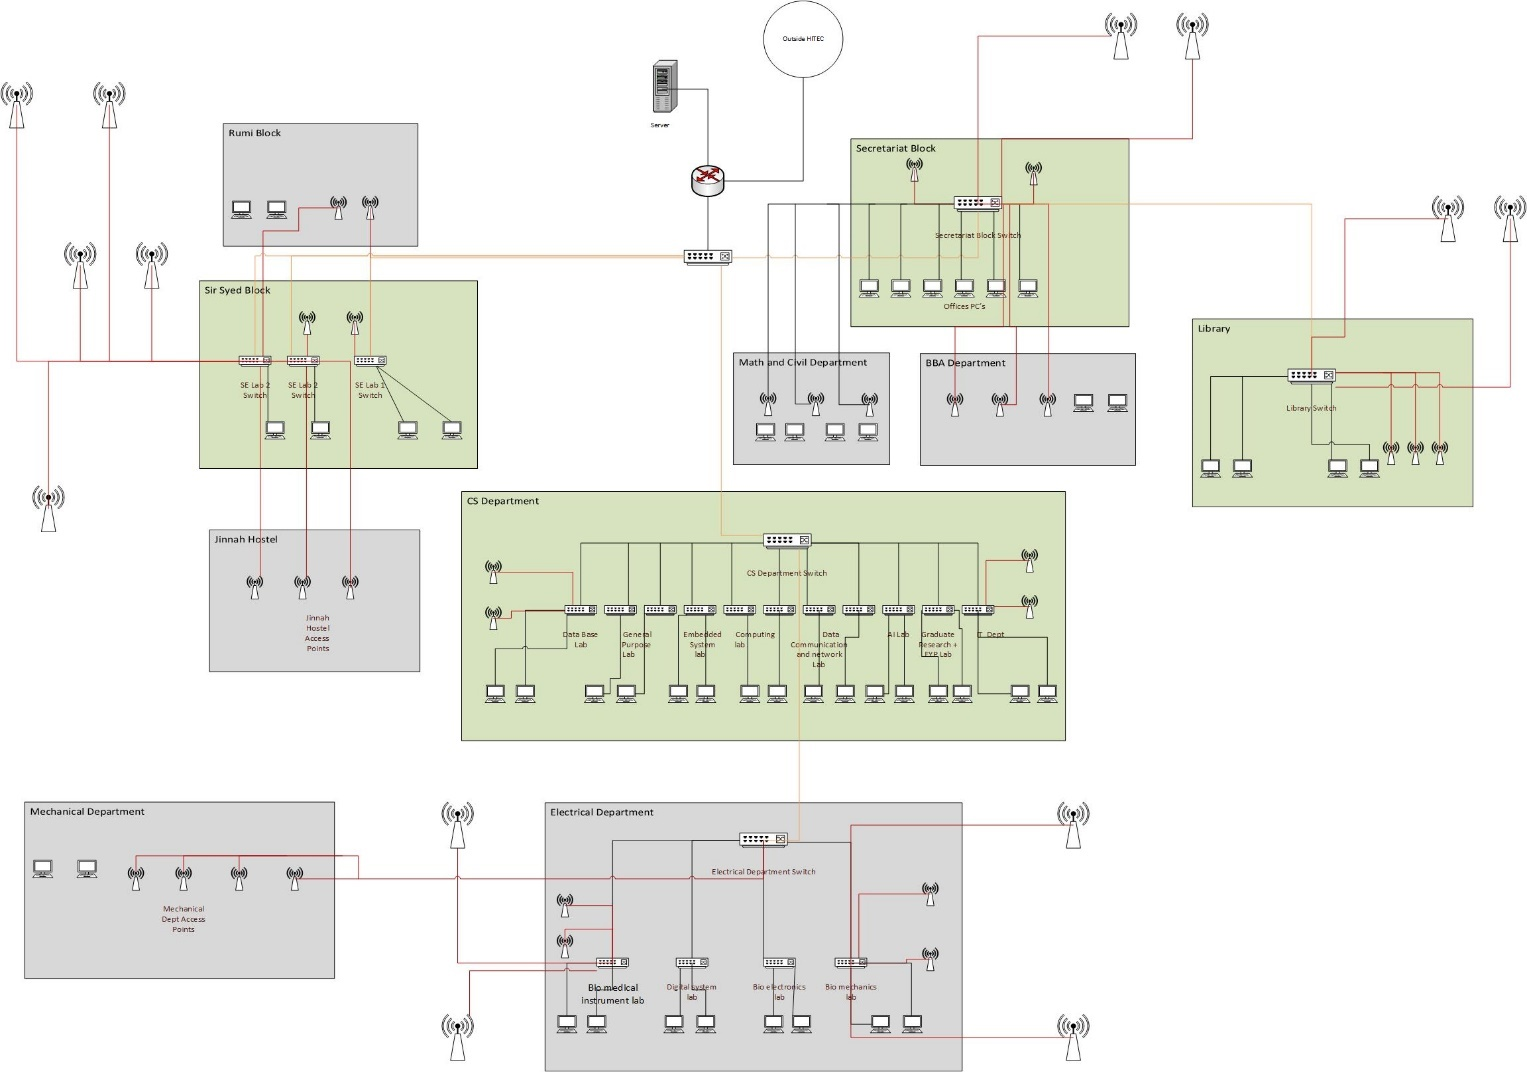 Outside HITEC
Server
Rumi Block
Secretariat Block
Secretariat Block Switch
Offices PC's
Sir Syed Block
SE Lab 2
Switch
SE Lab 2
Switch
SE Lab 1
Switch
Math and Civil Department
BBA Department
Library
Library Switch
CS Department
CS Department Switch
Data Base
Lab
General
Purpose
Lab
Embedded
System
lab
Computing
lab
Data
Communication
and network
Lab
AI Lab
Graduate
Research +
FYP Lab
IT Dept
Jinnah Hostel
Jinnah
Hostel
Access
Points
Mechanical Department
Mechanical
Dept Access
Points
Electrical Department
Electrical Department Switch
Bio medical
instrument lab
Digital system
lab
Bio electronics
lab
Bio mechanics
lab